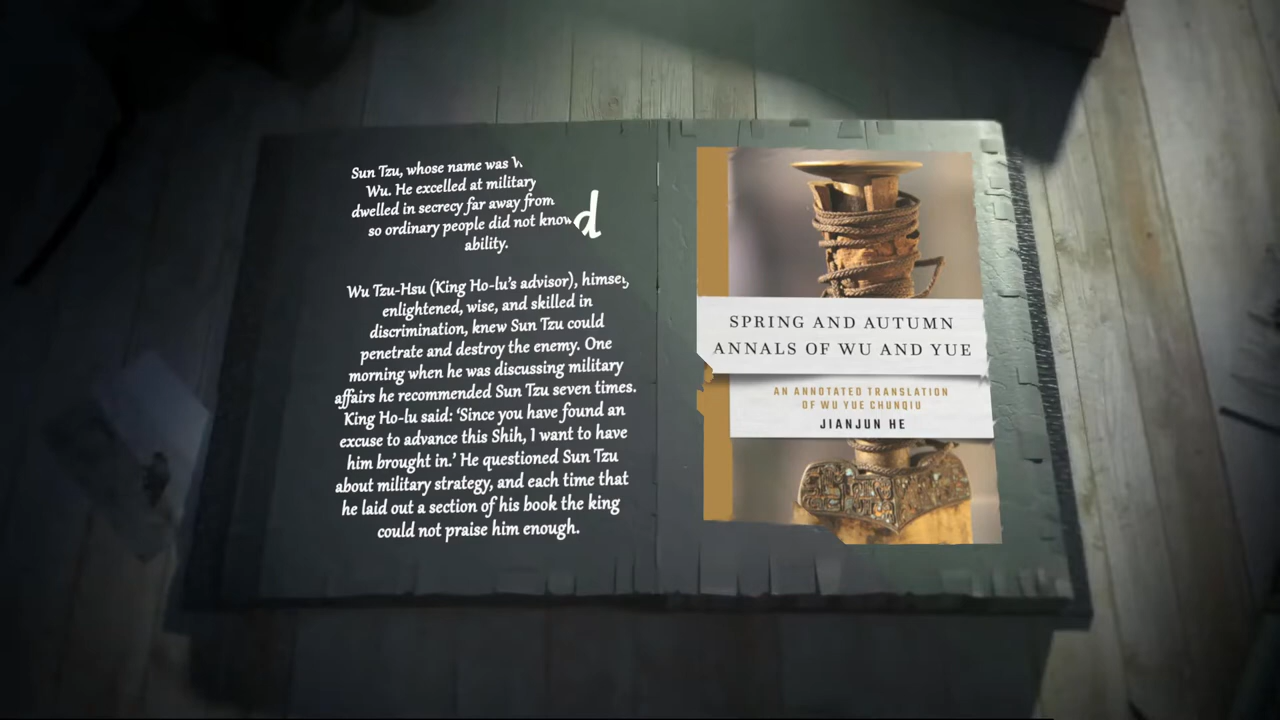 Sun Tzu, whose name was
Wu. He excelled at military
dwelled in secrecy far away from
so ordinary people did not know
ability.
d
Wu Tzu-Hsu (King Ho-lu's advisor),
enlightened, wise, and skilled in
discrimination, knew Sun Tzu could
penetrate and destroy the enemy. One
morning when he was discussing military
affairs he recommended Sun Tzu seven times.
King Ho-lu said: 'Since you have found an
excuse to advance this Shih, I want to have
him brought in.' He questioned Sun Tzu
about military strategy, and each time that
he laid out a section of his book the king
could not praise him enough.
SPRING AND AUTUMN
ANNALS OF WU AND YUE
AN ANNOTATED TRANSLATION
OF WU YUE CHUNQIU
JIANJUN HE